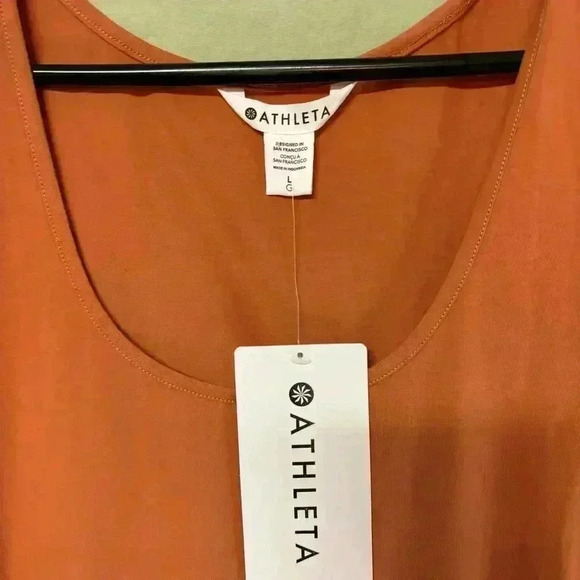 ATHLETA
DESIGNED IN
SAN FRANCISCO
CONÇU A
SAN FRANCISCO
MADE IN INDONESIA
L
G
ATHLETA